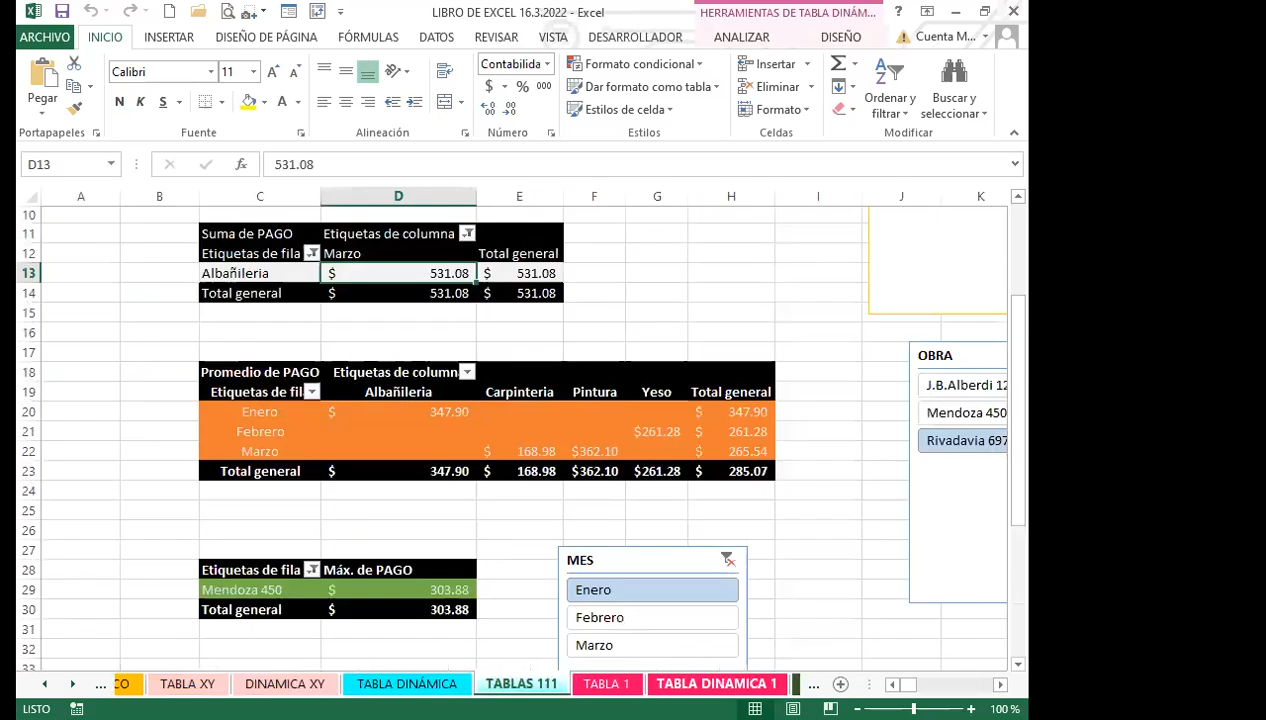 LIBRO DE EXCEL 16.3.2022 - Excel
HERRAMIENTAS DE TABLA DINÁM...
?
ARCHIVO INICIO INSERTAR DISEÑO DE PÁGINA FÓRMULAS DATOS REVISAR VISTA DESARROLLADOR ANALIZAR DISEÑO Cuenta M...
Pegar
Calibri 11
N K S
Contabilida
$ % 000
Formato condicional
Dar formato como tabla
Estilos de celda
Insertar
Eliminar
Formato
Ordenar y filtrar
Buscar y seleccionar
Portapapeles Fuente Alineación Número Estilos Celdas Modificar
D13 fx 531.08
A B C D E F G H I J K
10
11 Suma de PAGO Etiquetas de columna
12 Etiquetas de fila Marzo Total general
13 Albañileria $ 531.08 $ 531.08
14 Total general $ 531.08 $ 531.08
15
16
17
OBRA
18 Promedio de PAGO Etiquetas de column
J.B.Alberdi 12
19 Etiquetas de fil Albañileria Carpinteria Pintura Yeso Total general
20 Enero $ 347.90 $ 347.90
Mendoza 450
21 Febrero $261.28 $ 261.28
Rivadavia 697
22 Marzo $ 168.98 $362.10 $ 265.54
23 Total general $ 347.90 $ 168.98 $362.10 $261.28 $ 285.07
24
25
26
27
MES
28 Etiquetas de fila Máx. de PAGO
29 Mendoza 450 $ 303.88
Enero
30 Total general $ 303.88
Febrero
31
32
Marzo
33
... CO TABLA XY DINAMICA XY TABLA DINÁMICA TABLAS 111 TABLA 1 TABLA DINAMICA 1 ...
LISTO 100 %